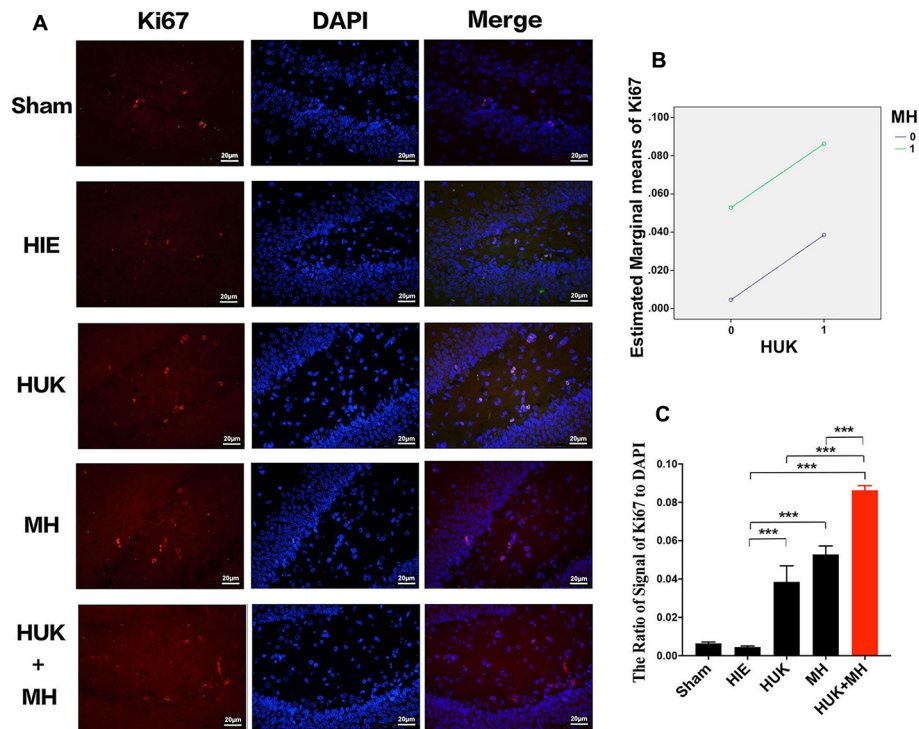 A
Ki67 DAPI Merge
Sham
20μm 20μm 20μm
HIE
20μm 20μm 20μm
HUK
20μm 20μm 20μm
MH
20μm 20μm 20μm
HUK
+
MH
20μm 20μm 20μm
B
Estimated Marginal means of Ki67
.100
.080
.060
.040
.020
.000
0 1
HUK
MH
0
1
C
The Ratio of Signal of Ki67 to DAPI
0.10
0.08
0.06
0.04
0.02
0.00
***
***
***
***
***
Sham HIE HUK MH HUK+MH